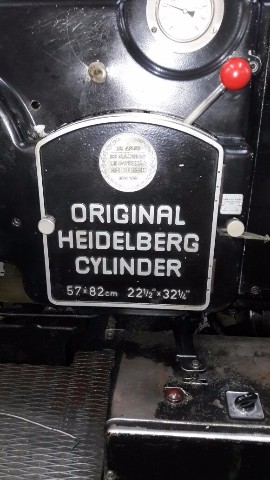 ORIGINAL
HEIDELBERG
CYLINDER
57×82cm 22½"×32¼"